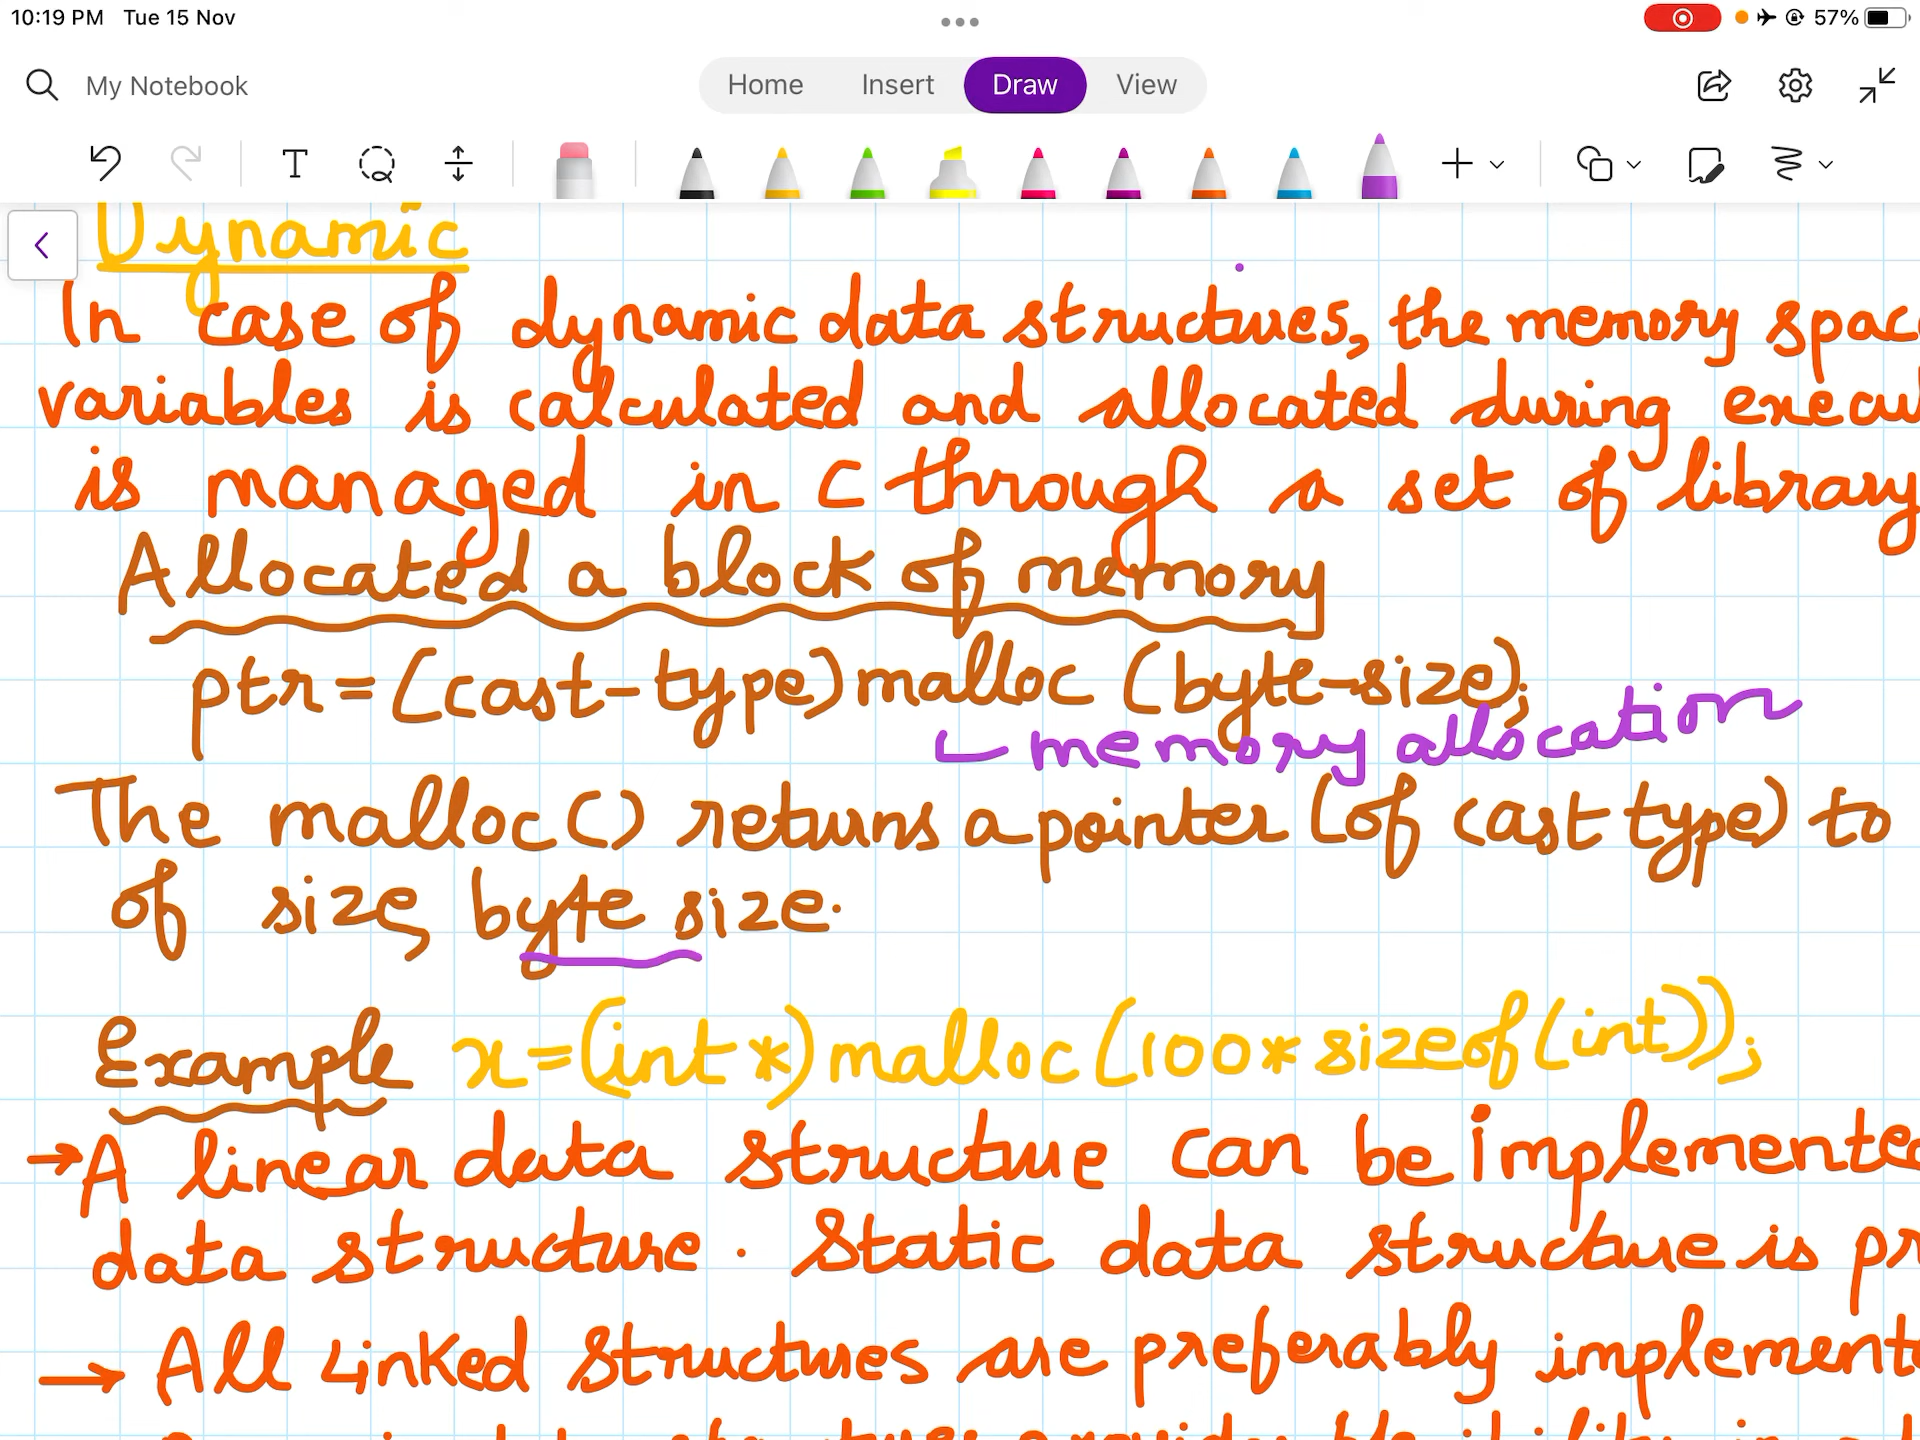 10:19 PM Tue 15 Nov
57%
My Notebook
Home Insert Draw View
T
Dynamic
In case of dynamic data structures, the memory spac
variables is calculated and allocated during execu
is managed in C through a set of library
Allocated a block of memory
ptr=(cast-type)malloc (byte-size);
memory allocation
The malloc() returns a pointer (of cast type) to
of size, byte size.
Example x=(int*)malloc(100*sizeof(int));
→A linear data structure can be implemente
data structure. Static data structure is pr
→ All Linked Structures are preferably implement